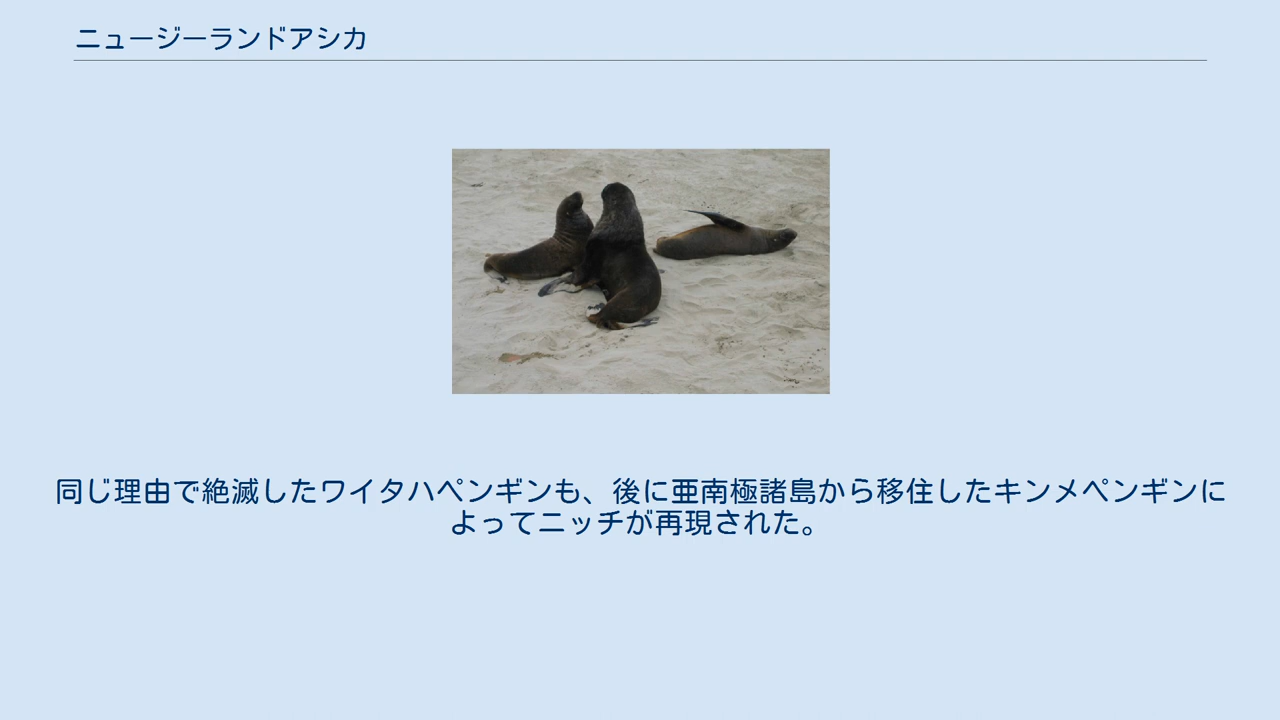 ニュージーランドアシカ
同じ理由で絶滅したワイタハペンギンも、後に亜南極諸島から移住したキンメペンギンに
よってニッチが再現された。